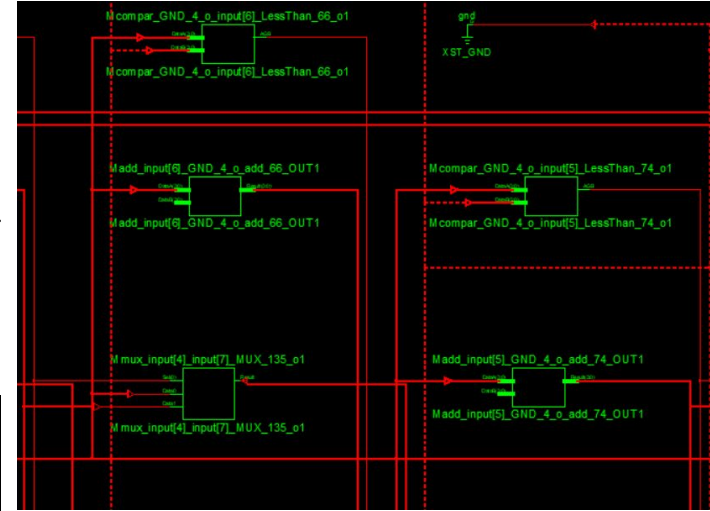 Mcompar_GND_4_o_input[6]_LessThan_66_o1
gnd
XST_GND
Mcompar_GND_4_o_input[6]_LessThan_66_o1
Madd_input[6]_GND_4_o_add_66_OUT1
Mcompar_GND_4_o_input[5]_LessThan_74_o1
Madd_input[6]_GND_4_o_add_66_OUT1
Mcompar_GND_4_o_input[5]_LessThan_74_o1
Mmux_input[4]_input[7]_MUX_135_o1
Madd_input[5]_GND_4_o_add_74_OUT1
Madd_input[5]_GND_4_o_add_74_OUT1
Mmux_input[4]_input[7]_MUX_135_o1